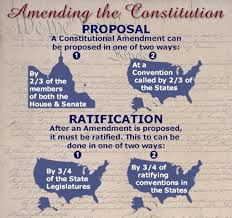 Amending the Constitution
PROPOSAL
A Constitutional Amendment can
be proposed in one of two ways:
1
By
2/3 of the
members
of both the
House & Senate
2
At a
Convention
called by 2/3 of
the States
RATIFICATION
After an Amendment is proposed,
it must be ratified. This to can be
done in one of two ways:
1
By 3/4
of the State
Legislatures
2
By 3/4 of
ratifying
conventions in
the States